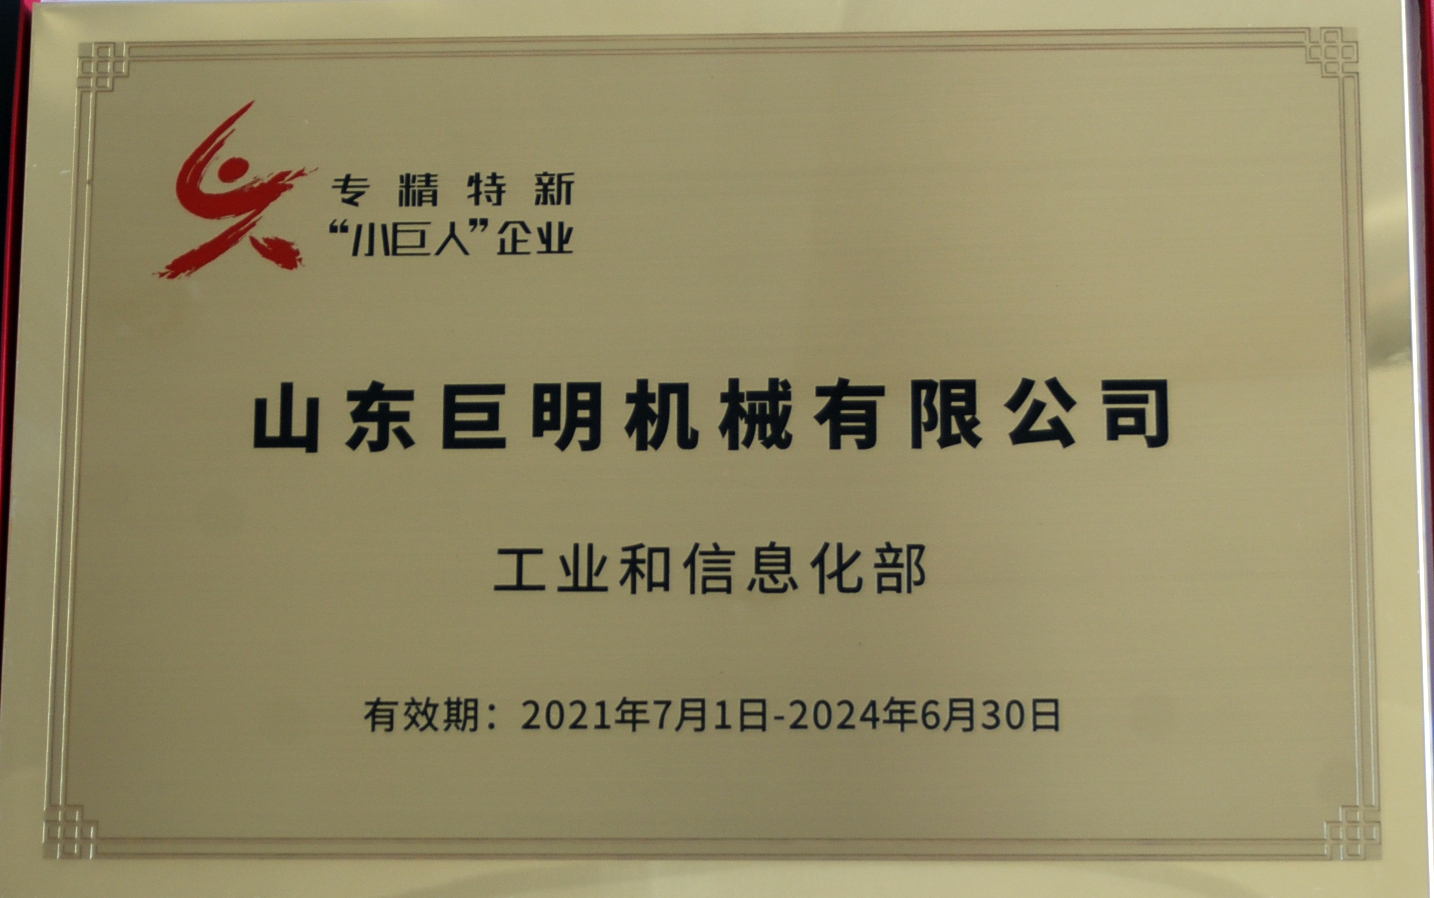 专精特新
“小巨人”企业
山东巨明机械有限公司
工业和信息化部
有效期：2021年7月1日-2024年6月30日